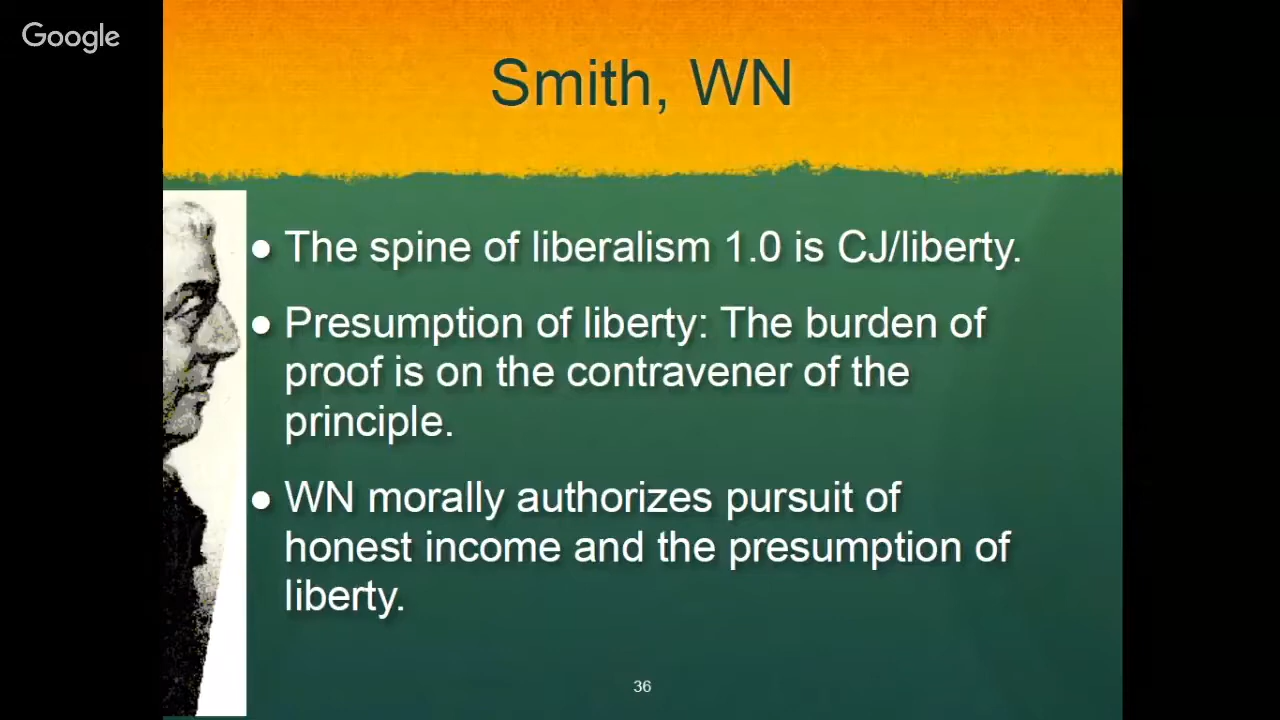 Google
Smith, WN
● The spine of liberalism 1.0 is CJ/liberty.
● Presumption of liberty: The burden of
proof is on the contravener of the
principle.
● WN morally authorizes pursuit of
honest income and the presumption of
liberty.
36